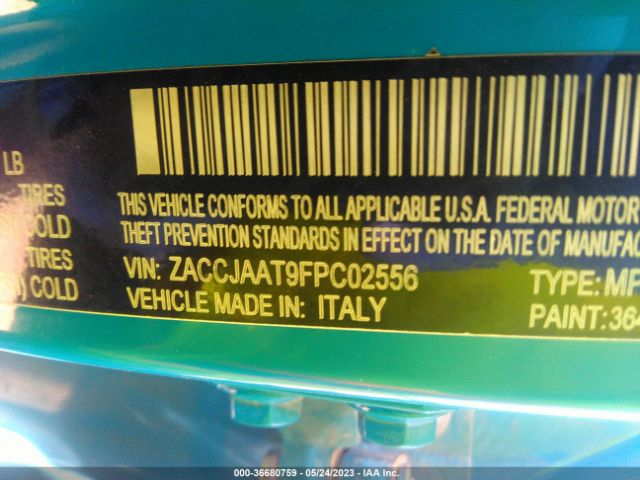 LB
TIRES
COLD
TIRES
COLD
THIS VEHICLE CONFORMS TO ALL APPLICABLE U.S.A. FEDERAL MOTOR
THEFT PREVENTION STANDARDS IN EFFECT ON THE DATE OF MANUFAC
VIN: ZACCJAAT9FPC02556 TYPE: MP
VEHICLE MADE IN: ITALY PAINT: 364
000-36680759 - 05/24/2023 - IAA Inc.